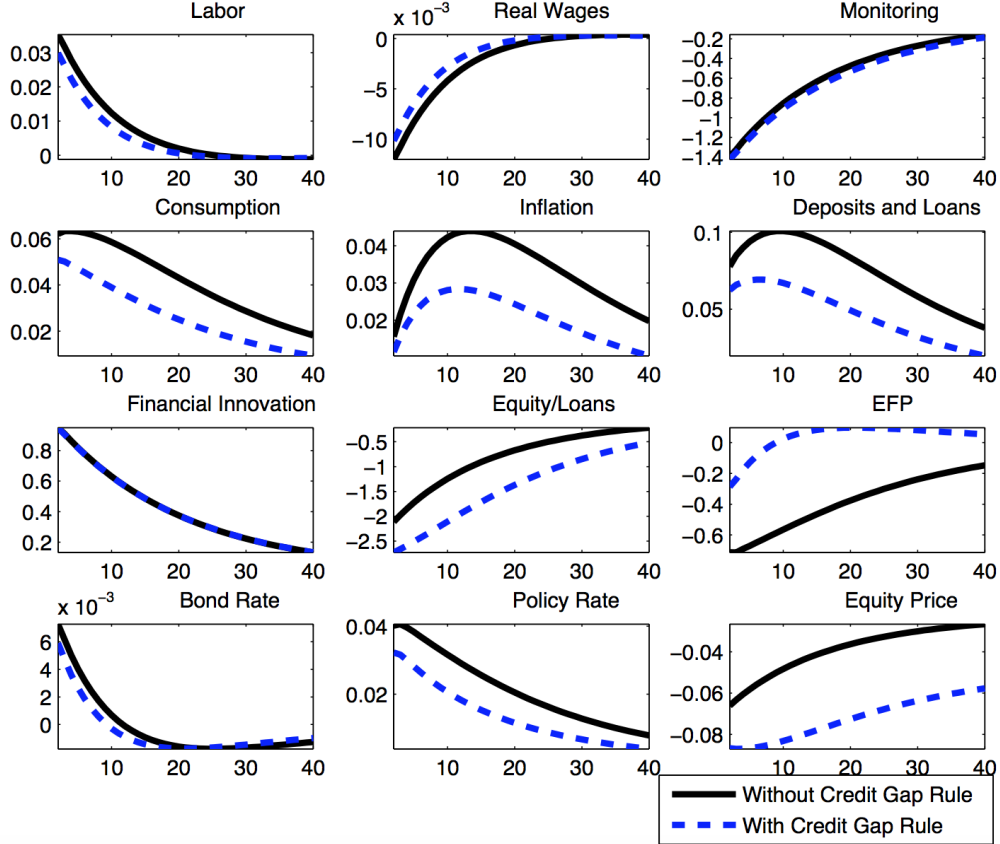 Labor Real Wages Monitoring
x 10⁻³
0.03
0.02
0.01
0
10 20 30 40
0
−5
−10
10 20 30 40
−0.2
−0.4
−0.6
−0.8
−1
−1.2
−1.4
10 20 30 40
Consumption Inflation Deposits and Loans
0.06
0.04
0.02
10 20 30 40
0.04
0.03
0.02
10 20 30 40
0.1
0.05
10 20 30 40
Financial Innovation Equity/Loans EFP
0.8
0.6
0.4
0.2
10 20 30 40
−0.5
−1
−1.5
−2
−2.5
10 20 30 40
0
−0.2
−0.4
−0.6
10 20 30 40
x 10⁻³ Bond Rate Policy Rate Equity Price
6
4
2
0
10 20 30 40
0.04
0.02
10 20 30 40
−0.04
−0.06
−0.08
10 20 30 40
Without Credit Gap Rule
With Credit Gap Rule